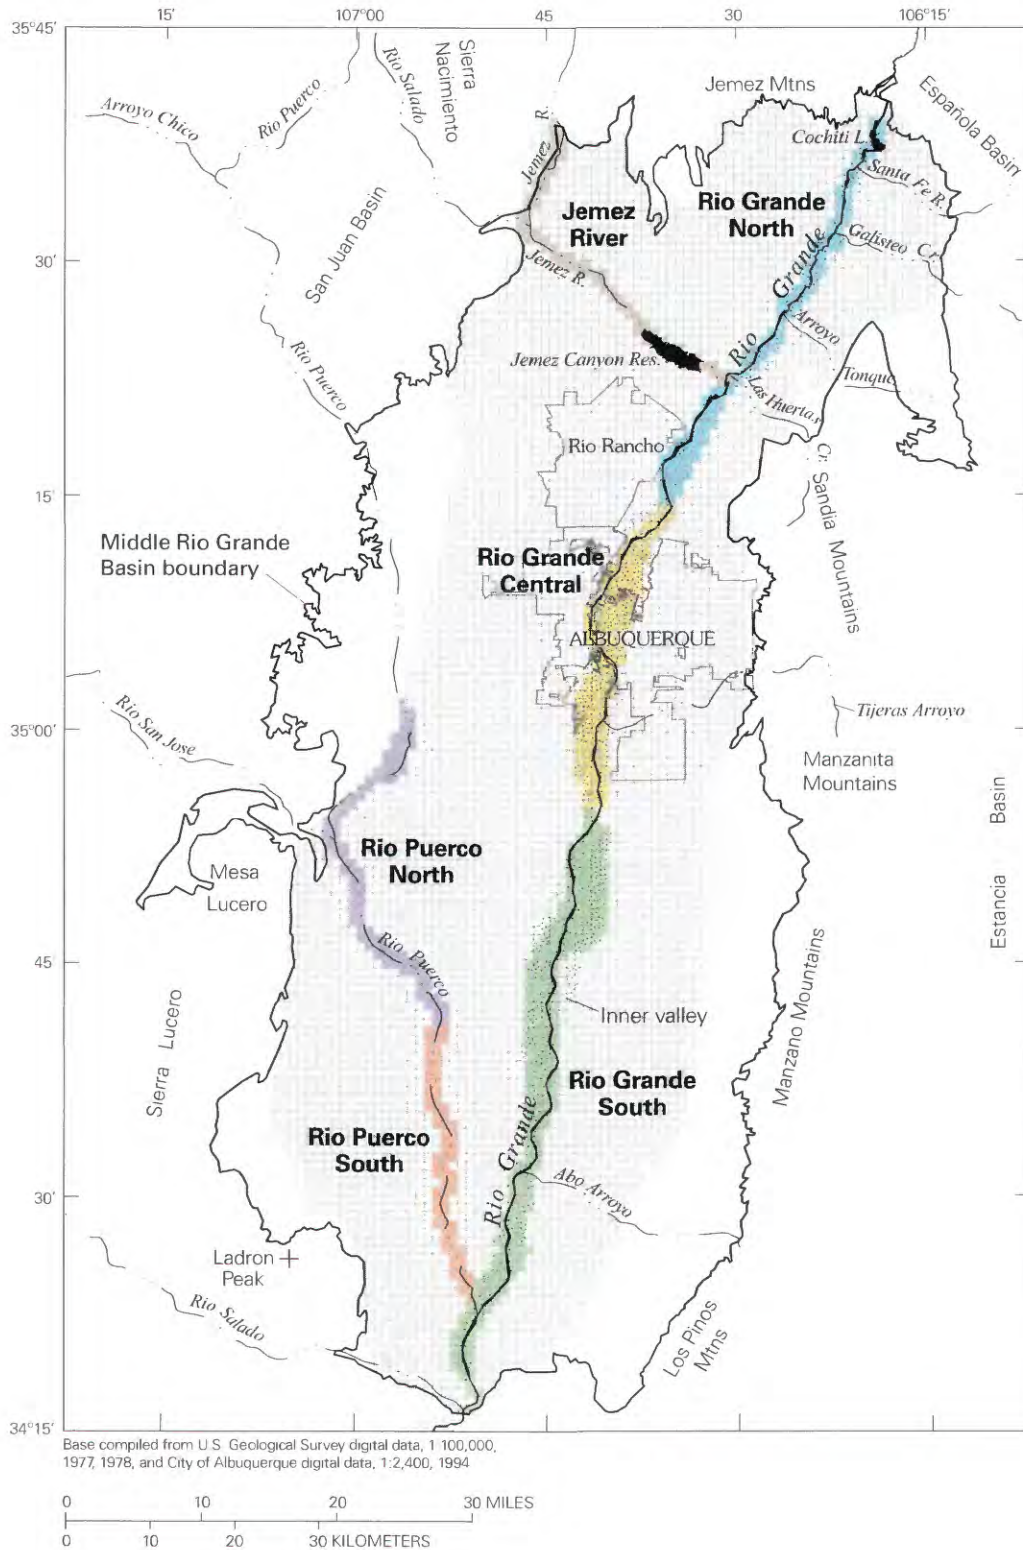 15'
107°00'
45
30
106°15'
35°45'
Rio Salado
Sierra
Nacimiento
Jemez Mtns
Española Basin
Arroyo Chico
Rio Puerco
Jemez R.
Cochiti L.
Santa Fe R.
Rio Grande
North
Jemez
River
San Juan Basin
Galisteo Cr.
30'
Jemez R.
Rio Grande
Arroyo
Tonque
Rio Puerco
Jemez Canyon Res.
Las Huertas
Cr.
Rio Rancho
15'
Sandia Mountains
Middle Rio Grande
Basin boundary
Rio Grande
Central
ALBUQUERQUE
Rio San Jose
35°00'
Tijeras Arroyo
Manzanita
Mountains
Estancia Basin
Rio Puerco
North
Mesa
Lucero
Rio Puerco
45
Inner valley
Manzano Mountains
Sierra Lucero
Rio Grande
South
Rio Puerco
South
Rio Grande
Abo Arroyo
30'
Ladron
Peak
Rio Salado
Los Pinos
Mtns
34°15'
Base compiled from U.S. Geological Survey digital data, 1:100,000,
1977, 1978, and City of Albuquerque digital data, 1:2,400, 1994
0 10 20 30 MILES
0 10 20 30 KILOMETERS